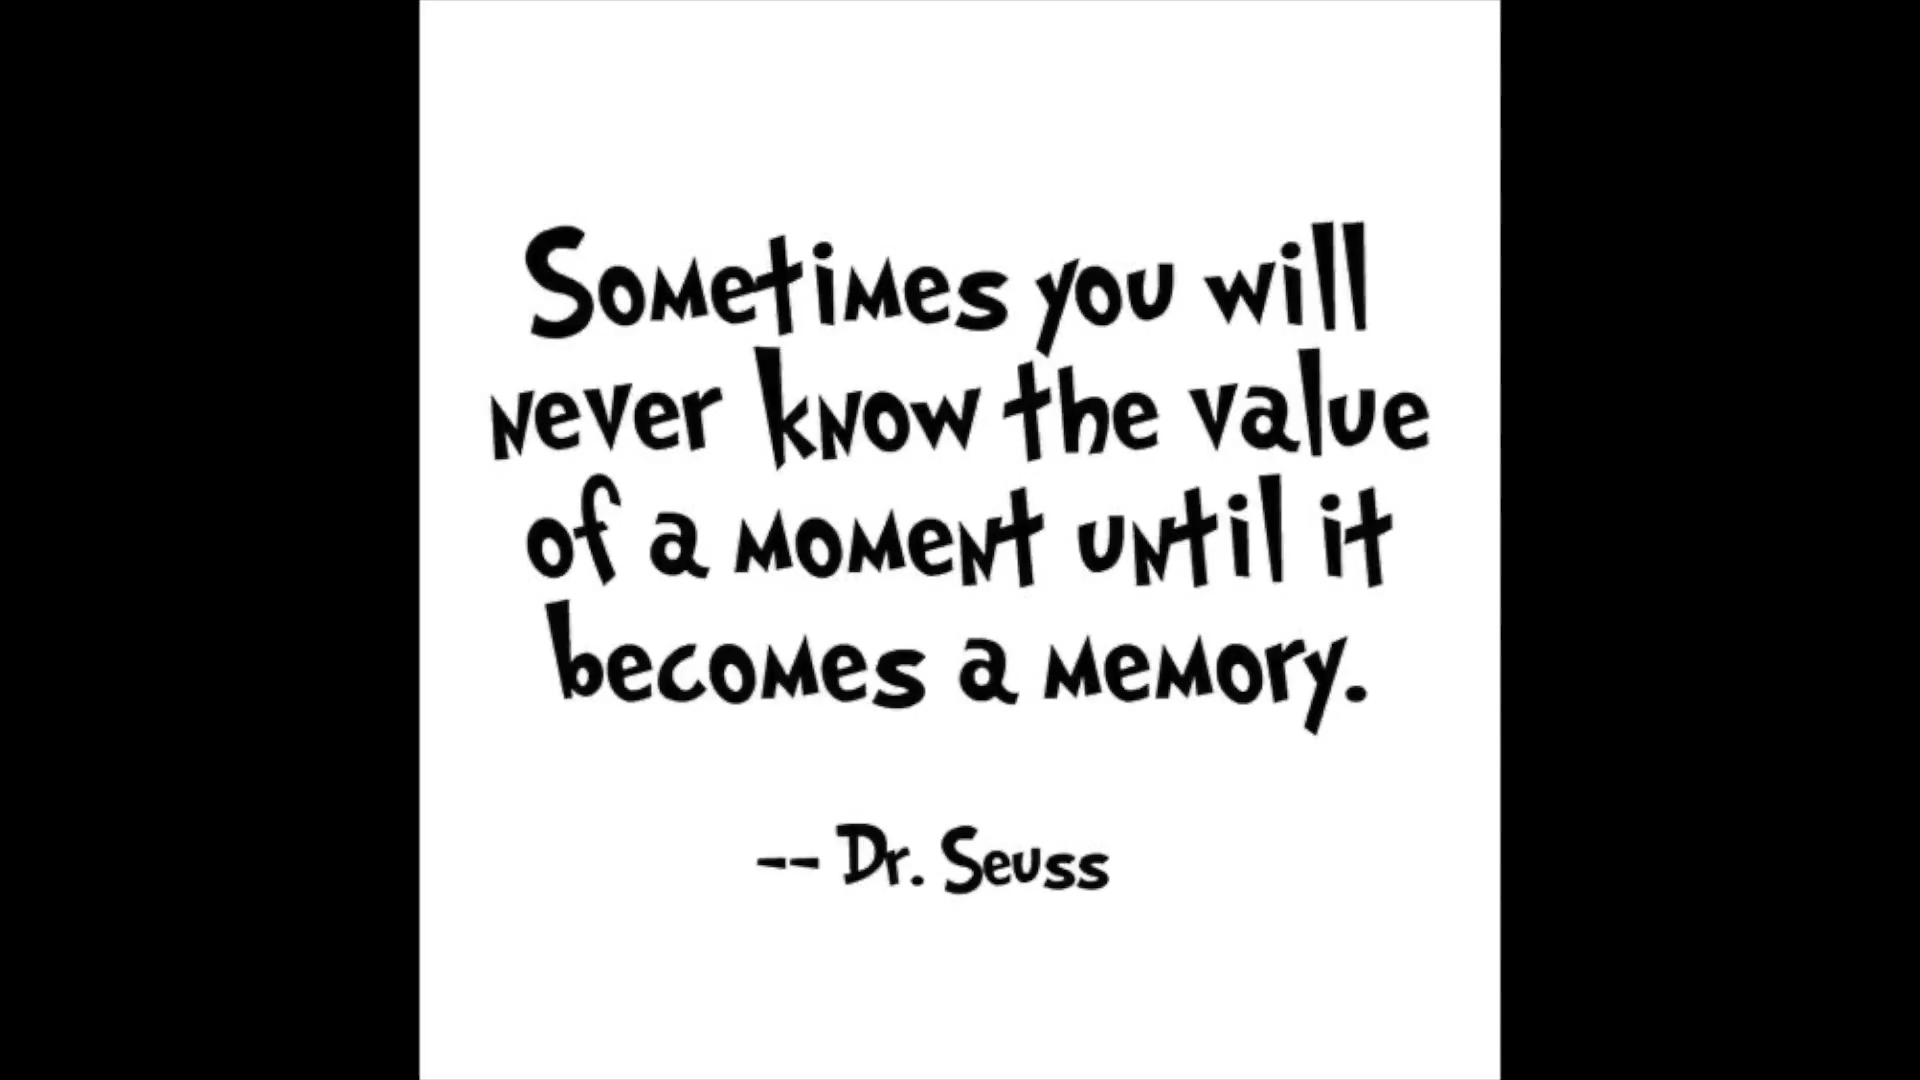 Sometimes you will
never know the value
of a moment until it
becomes a memory.
-- Dr. Seuss